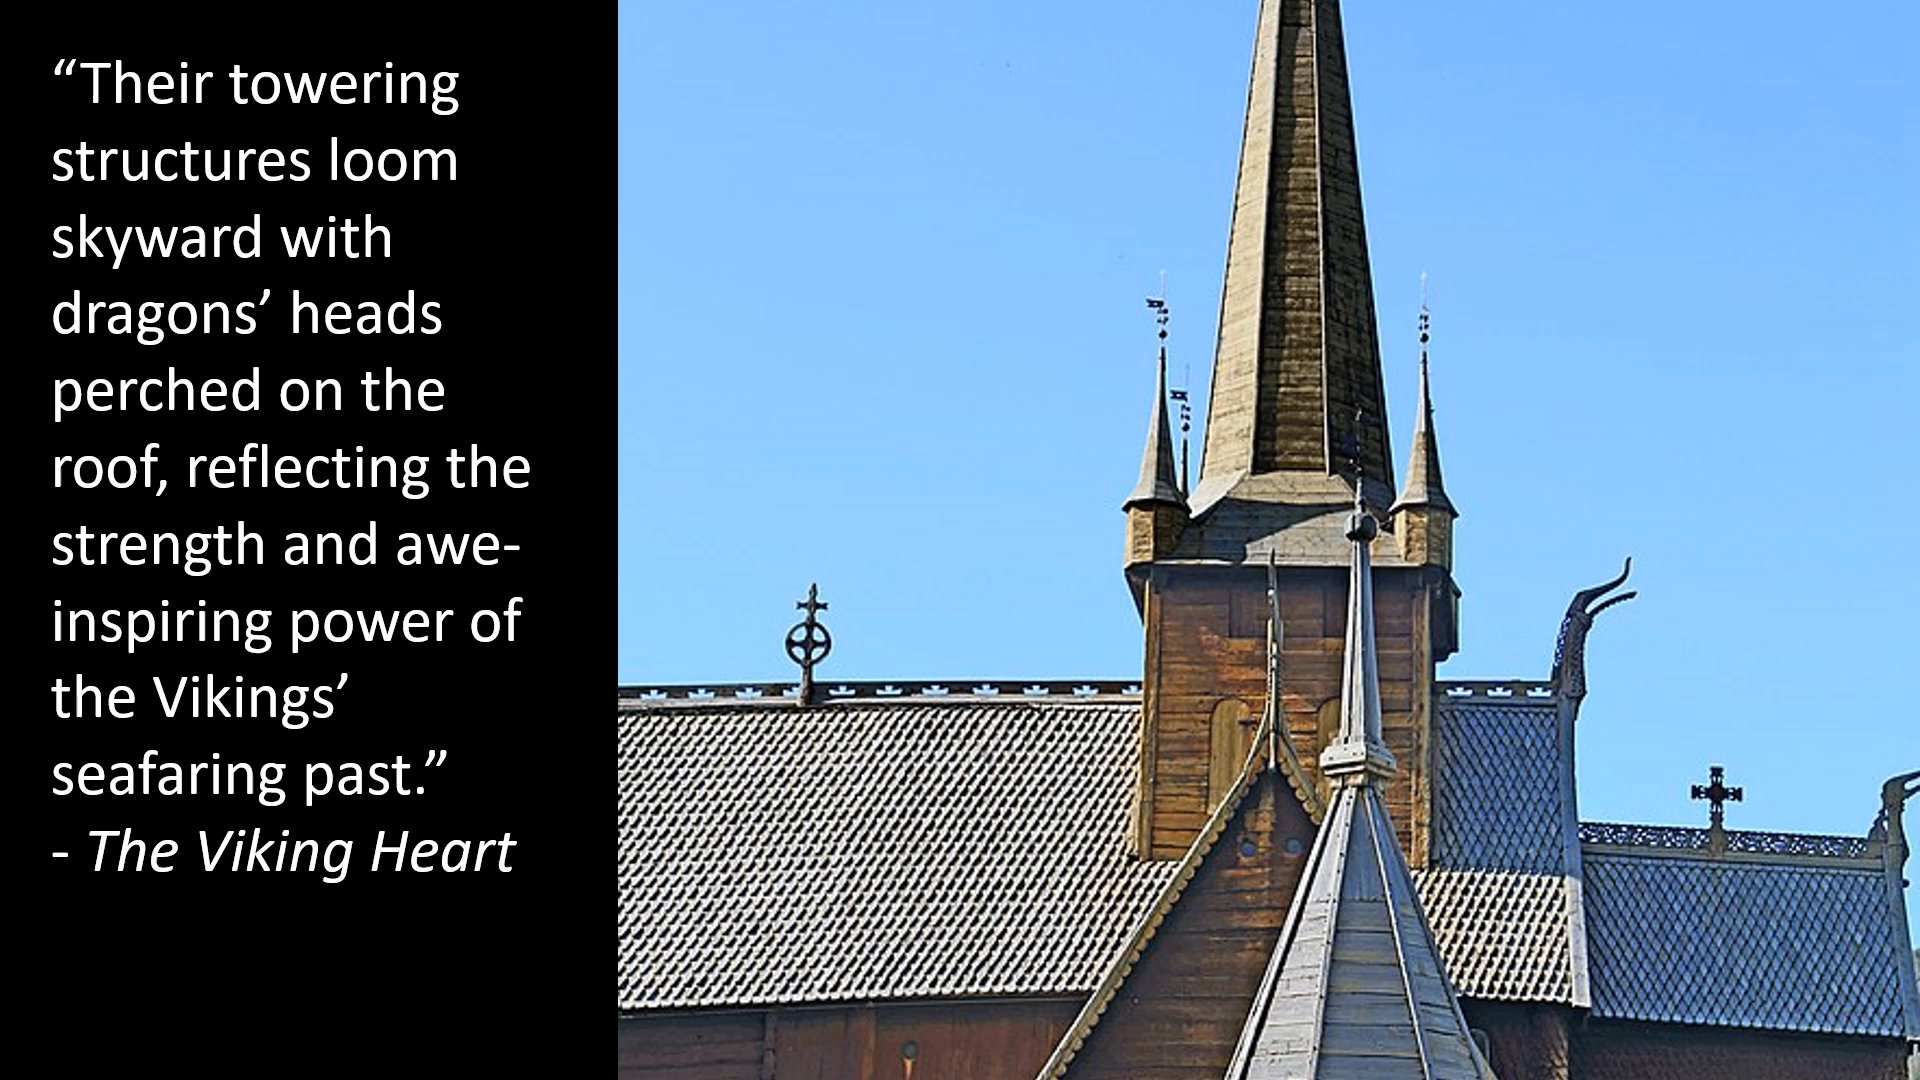 “Their towering
structures loom
skyward with
dragons’ heads
perched on the
roof, reflecting the
strength and awe-
inspiring power of
the Vikings’
seafaring past.”
- The Viking Heart